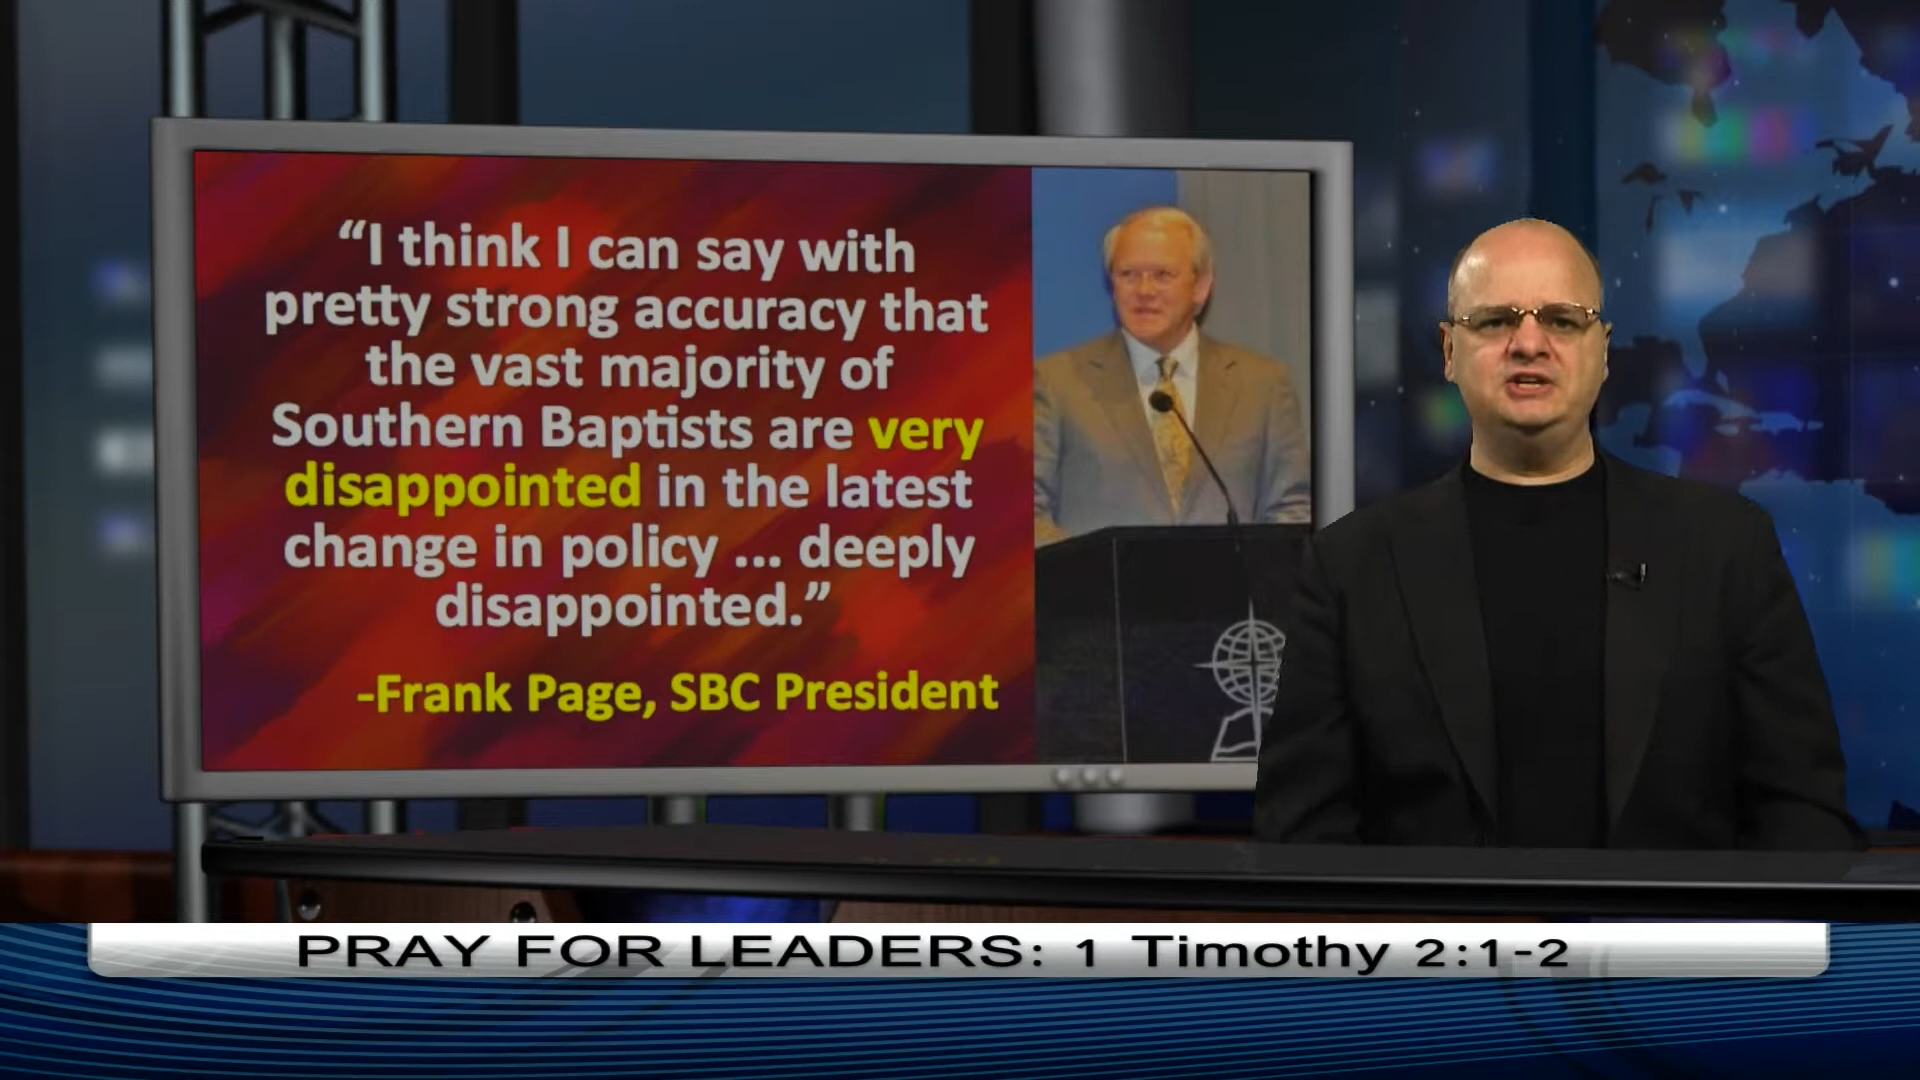 “I think I can say with
pretty strong accuracy that
the vast majority of
Southern Baptists are very
disappointed in the latest
change in policy ... deeply
disappointed.”
-Frank Page, SBC President
PRAY FOR LEADERS: 1 Timothy 2:1-2